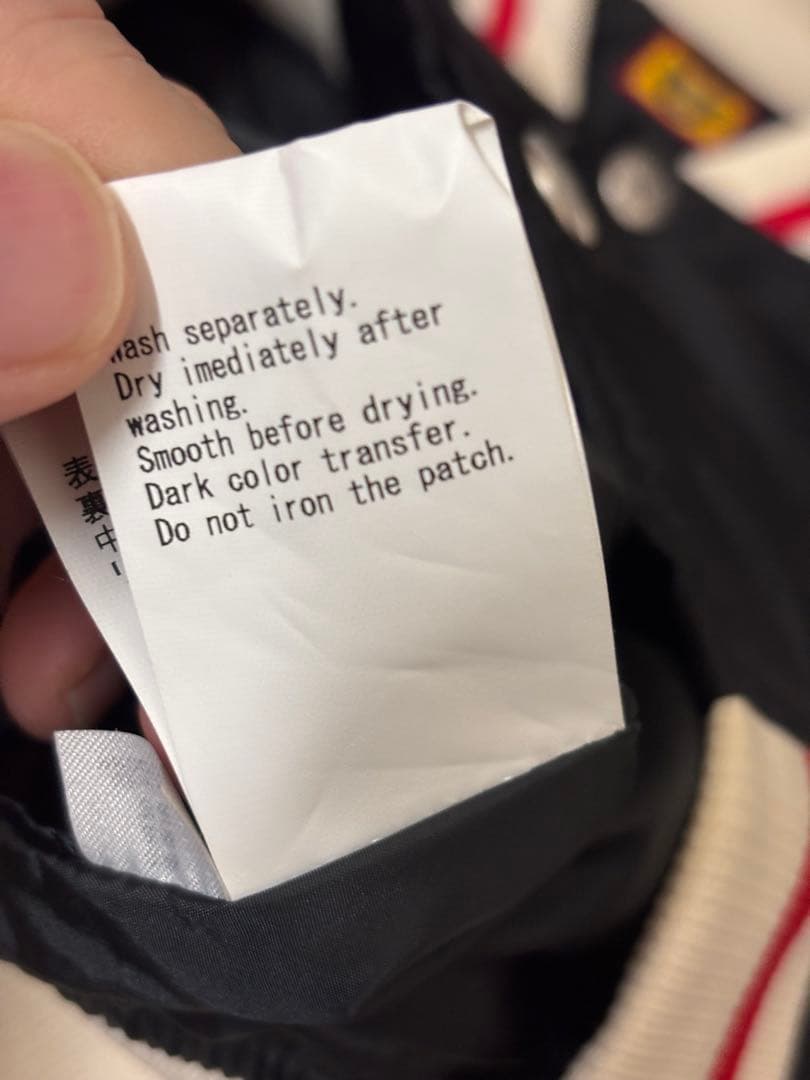 Wash separately.
Dry imediately after
washing.
Smooth before drying.
Dark color transfer.
Do not iron the patch.
表
裏
中